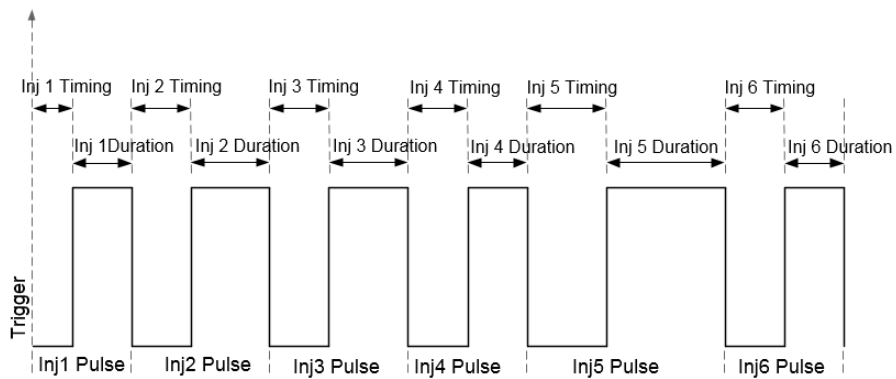 Inj 1 Timing Inj 2 Timing Inj 3 Timing Inj 4 Timing Inj 5 Timing Inj 6 Timing
Inj 1Duration Inj 2 Duration Inj 3 Duration Inj 4 Duration Inj 5 Duration Inj 6 Duration
Trigger
Inj1 Pulse Inj2 Pulse Inj3 Pulse Inj4 Pulse Inj5 Pulse Inj6 Pulse